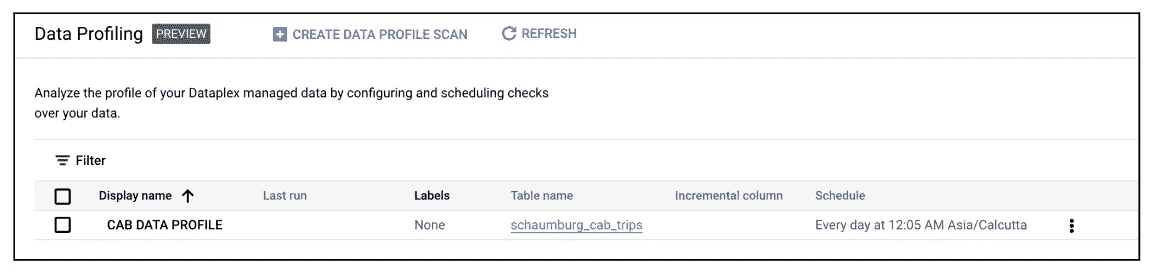 Data Profiling PREVIEW CREATE DATA PROFILE SCAN REFRESH
Analyze the profile of your Dataplex managed data by configuring and scheduling checks
over your data.
Filter
Display name Last run Labels Table name Incremental column Schedule
CAB DATA PROFILE None schaumburg_cab_trips Every day at 12:05 AM Asia/Calcutta